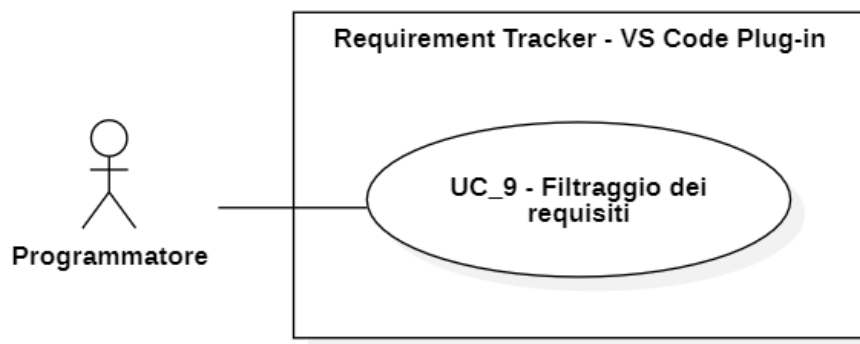 Requirement Tracker - VS Code Plug-in
UC_9 - Filtraggio dei
requisiti
Programmatore